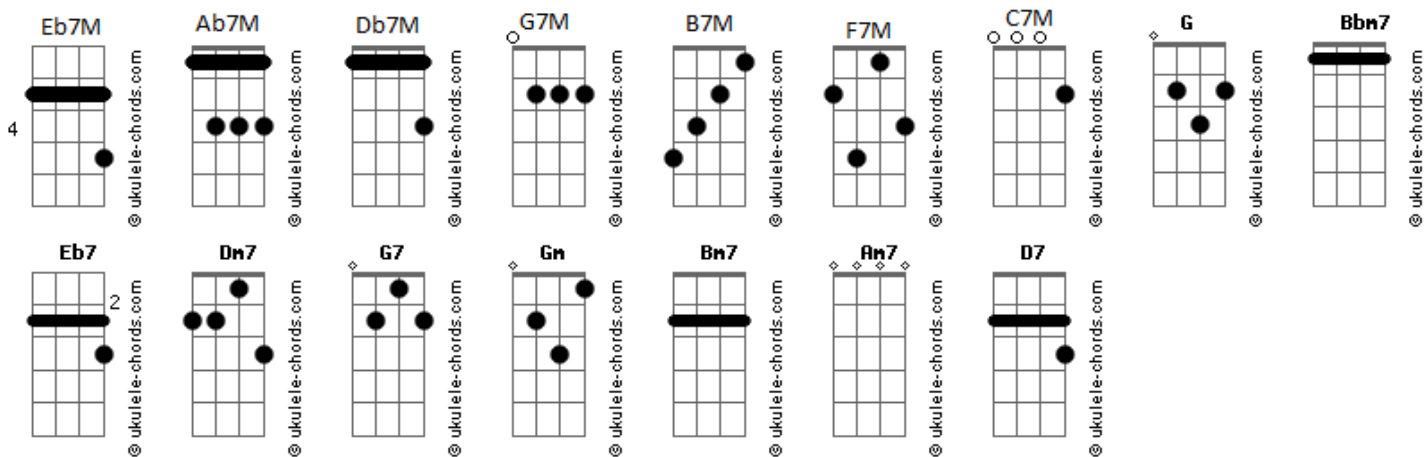 Eb7M Ab7M Db7M G7M B7M F7M C7M G Bbm7
4
© ukulele-chords.com © ukulele-chords.com © ukulele-chords.com © ukulele-chords.com © ukulele-chords.com © ukulele-chords.com © ukulele-chords.com © ukulele-chords.com © ukulele-chords.com
Eb7 Dm7 G7 Gm Bm7 Am7 D7
2
© ukulele-chords.com © ukulele-chords.com © ukulele-chords.com © ukulele-chords.com © ukulele-chords.com © ukulele-chords.com © ukulele-chords.com